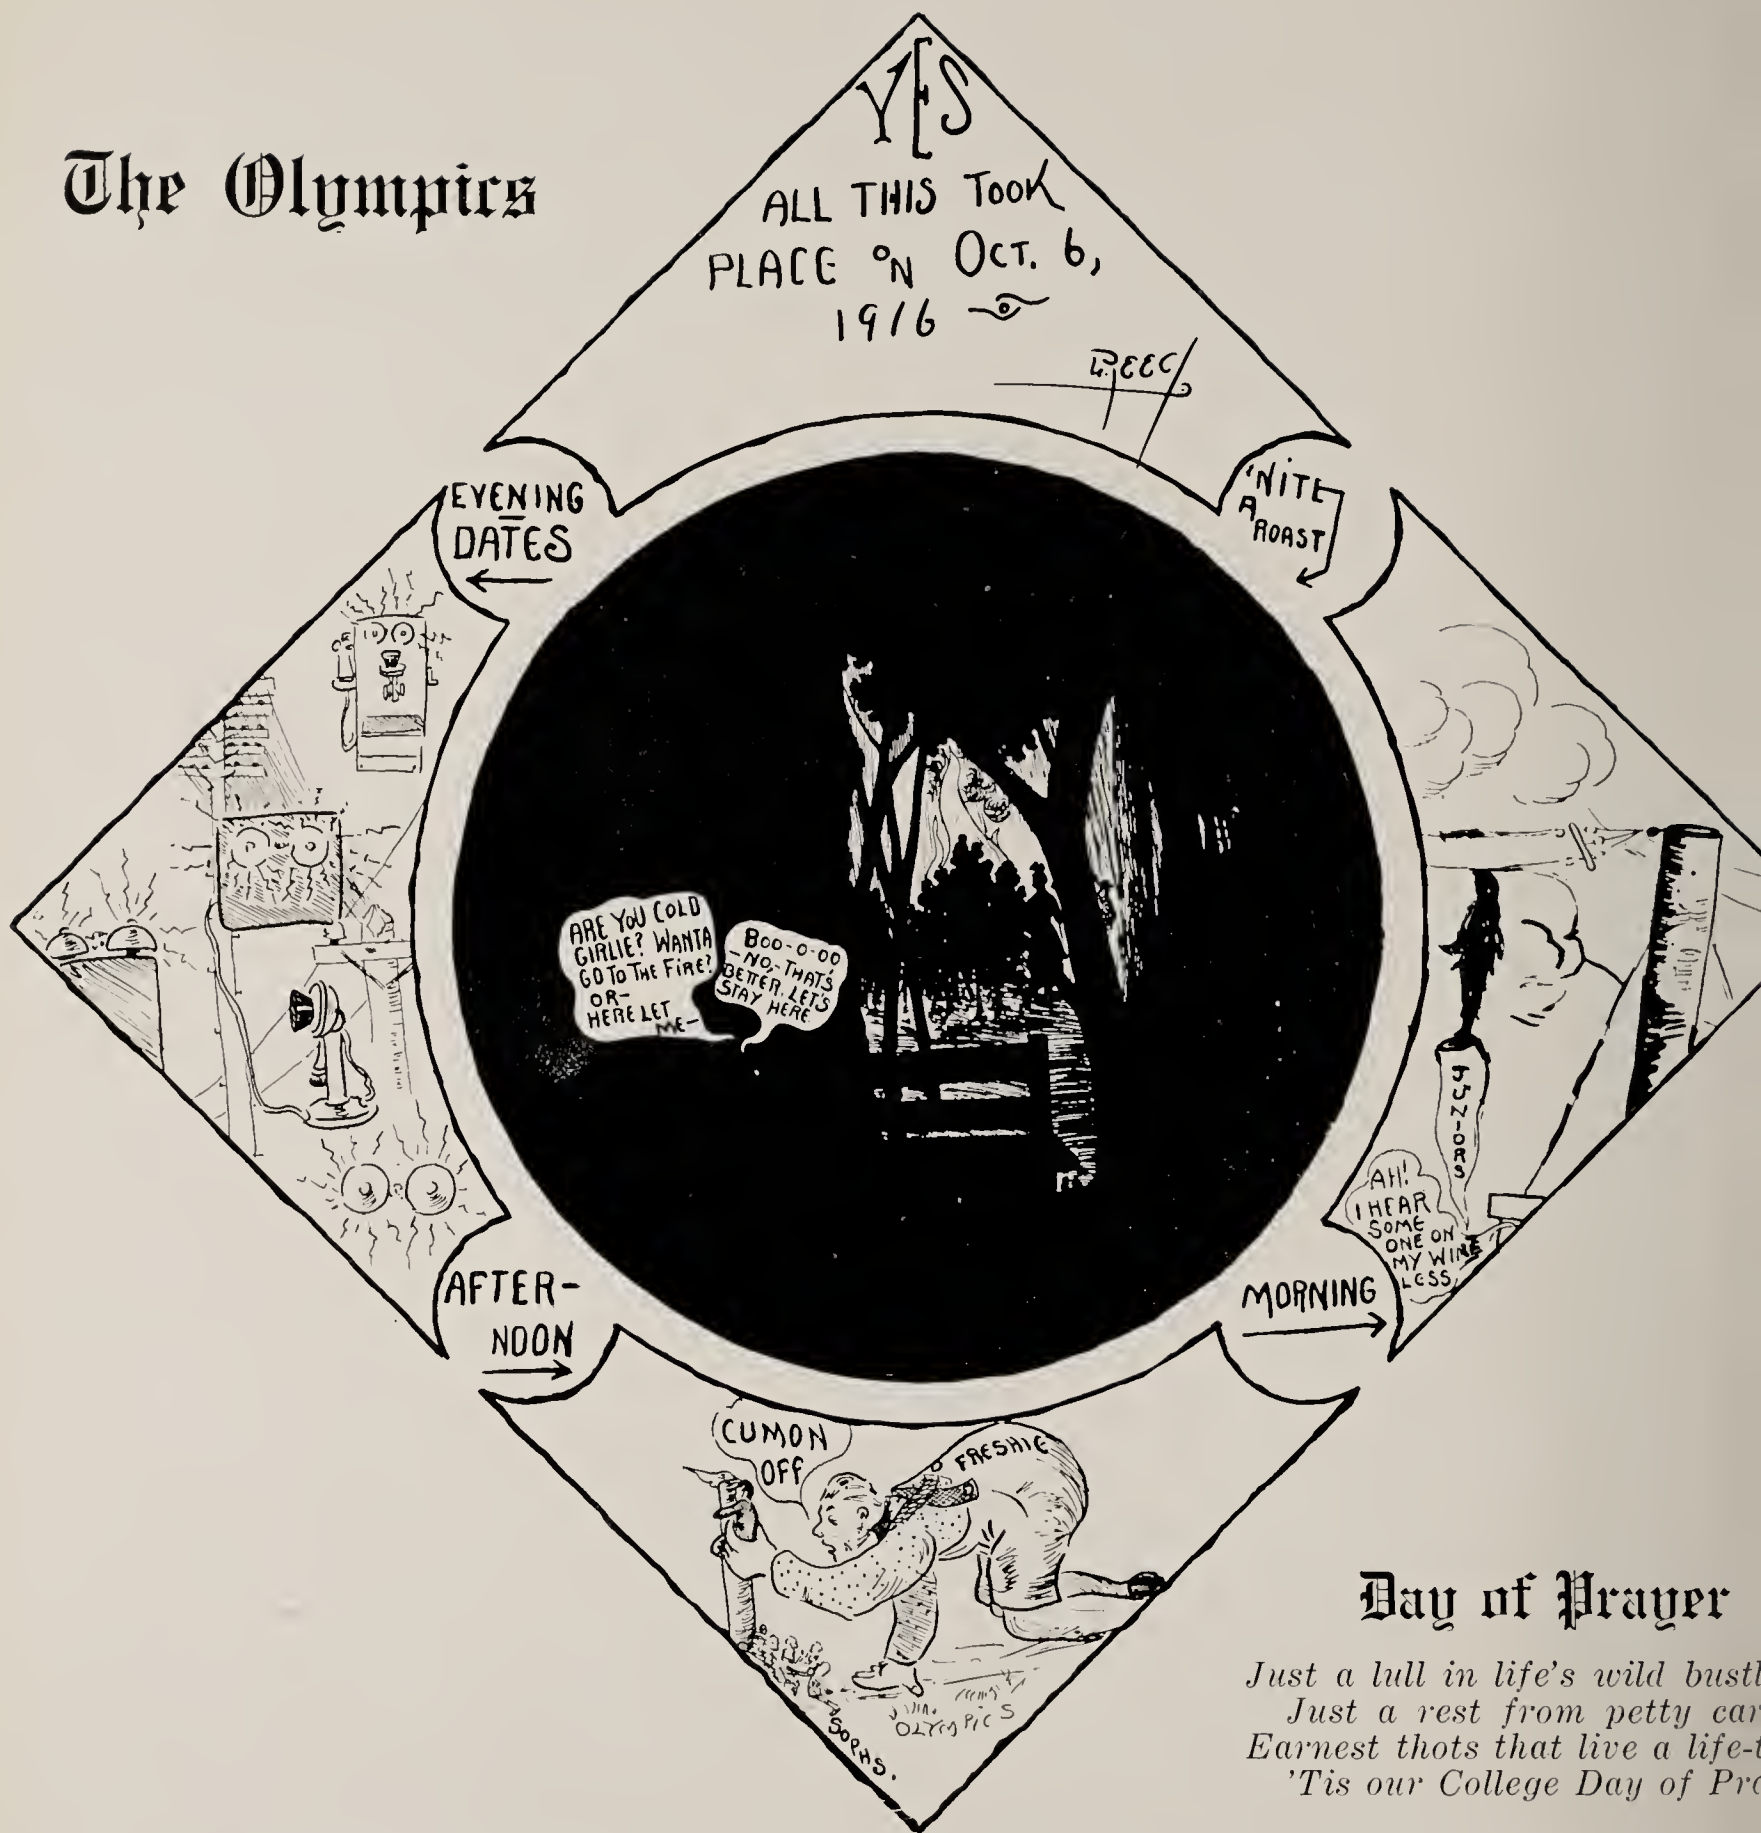 The Olympics
YES
ALL THIS TOOK
PLACE ON OCT. 6,
1916
EVENING
DATES
'NITE
A
ROAST
ARE YOU COLD
GIRLIE? WANTA
GO TO THE FIRE?
OR-
HERE LET
ME-
BOO-O-OO
-NO,-THAT'S
BETTER. LET'S
STAY HERE.
JUNIORS
AH!
I HEAR
SOME
ONE ON
MY WIRE
LESS
AFTER-
NOON
MORNING
CUMON
OFF
FRESHIE
SOPHS.
OLYMPICS
Day of Prayer
Just a lull in life's wild bustl
Just a rest from petty car
Earnest thots that live a life-t
'Tis our College Day of Pra